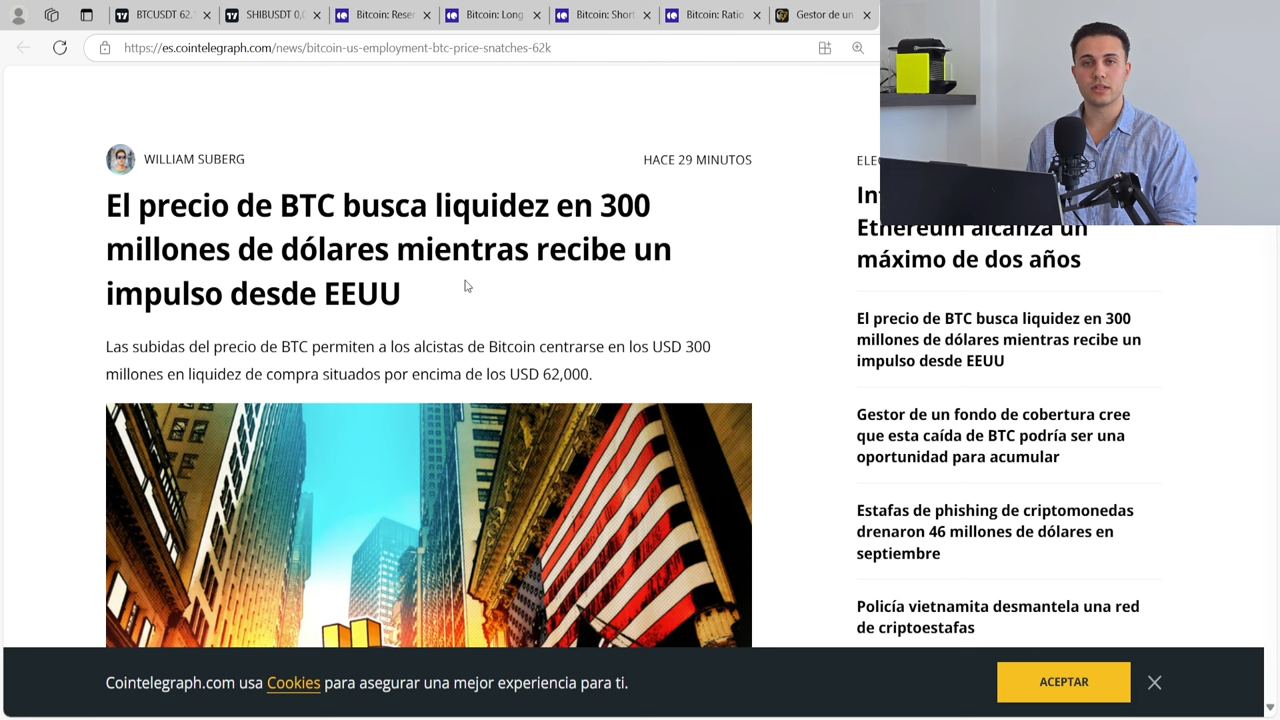 BTCUSDT 62.
SHIBUSDT 0,0
Bitcoin: Reser
Bitcoin: Long
Bitcoin: Short
Bitcoin: Ratio
Gestor de un
https://es.cointelegraph.com/news/bitcoin-us-employment-btc-price-snatches-62k
WILLIAM SUBERG
HACE 29 MINUTOS
El precio de BTC busca liquidez en 300
millones de dólares mientras recibe un
impulso desde EEUU
Las subidas del precio de BTC permiten a los alcistas de Bitcoin centrarse en los USD 300
millones en liquidez de compra situados por encima de los USD 62,000.
Ethereum alcanza un
máximo de dos años
El precio de BTC busca liquidez en 300
millones de dólares mientras recibe un
impulso desde EEUU
Gestor de un fondo de cobertura cree
que esta caída de BTC podría ser una
oportunidad para acumular
Estafas de phishing de criptomonedas
drenaron 46 millones de dólares en
septiembre
Policía vietnamita desmantela una red
de criptoestafas
Cointelegraph.com usa Cookies para asegurar una mejor experiencia para ti.
ACEPTAR